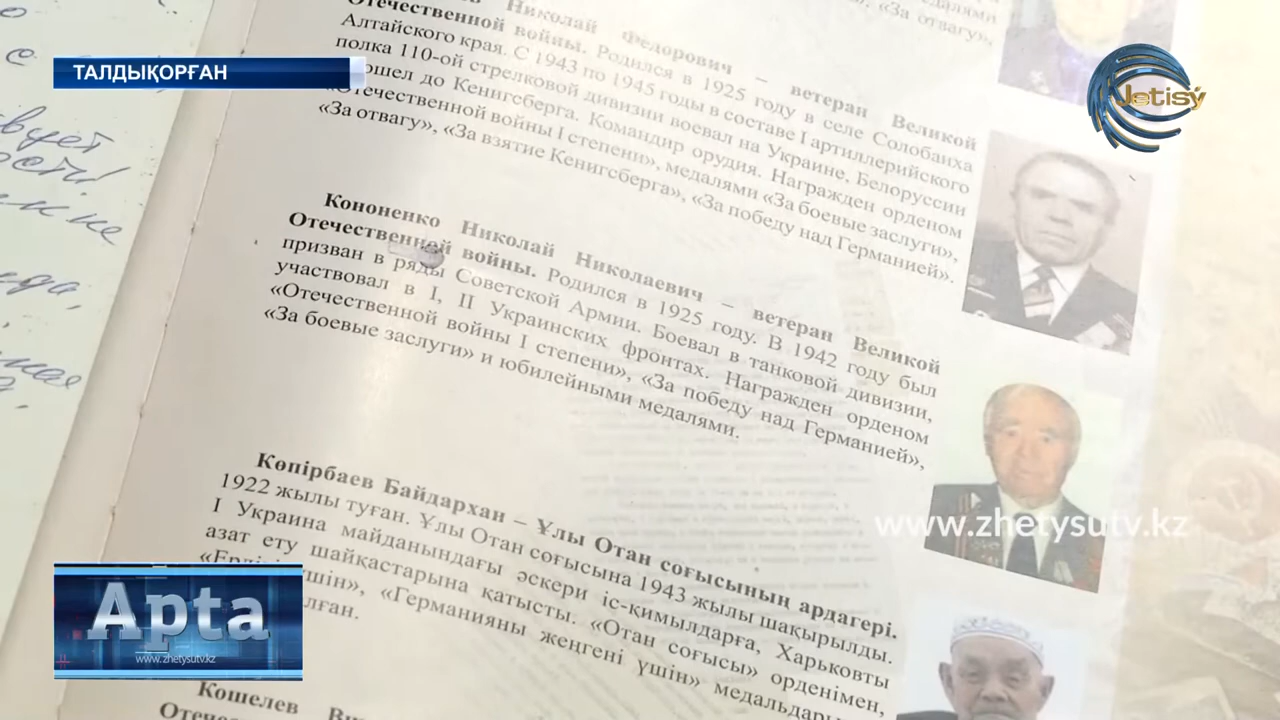 ТАЛДЫҚОРҒАН
Jetisý
«За отвагу»,
Николай Федорович – ветеран Великой
Отечественной войны. Родился в 1925 году в селе Солобаиха
Алтайского края. С 1943 по 1945 годы в составе I артиллерийского
полка 110-ой стрелковой дивизии воевал на Украине, Белоруссии
дошел до Кенигсберга. Командир орудия. Награжден орденом
«Отечественной войны I степени», медалями «За боевые заслуги»,
«За отвагу», «За взятие Кенигсберга», «За победу над Германией».
Кононенко Николай Николаевич – ветеран Великой
Отечественной войны. Родился в 1925 году. В 1942 году был
призван в ряды Советской Армии. Боевал в танковой дивизии,
участвовал в I, II Украинских фронтах. Награжден орденом
«Отечественной войны I степени», «За победу над Германией»,
«За боевые заслуги» и юбилейными медалями.
www.zhetysutv.kz
Көпірбаев Байдархан – Ұлы Отан соғысының ардагері.
1922 жылы туған. Ұлы Отан соғысына 1943 жылы шақырылды.
I Украина майданындағы әскери іс-қимылдарға, Харьковты
азат ету шайқастарына қатысты. «Отан соғысы» орденімен,
«Германияны жеңгені үшін» медальдары
Кошелев
Apta
www.zhetysutv.kz